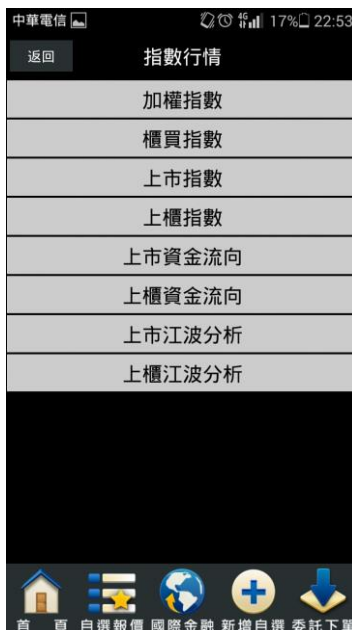 中華電信 4G 17% 22:53
返回 指數行情
加權指數
櫃買指數
上市指數
上櫃指數
上市資金流向
上櫃資金流向
上市江波分析
上櫃江波分析
首 頁 自選報價 國際金融 新增自選 委託下單